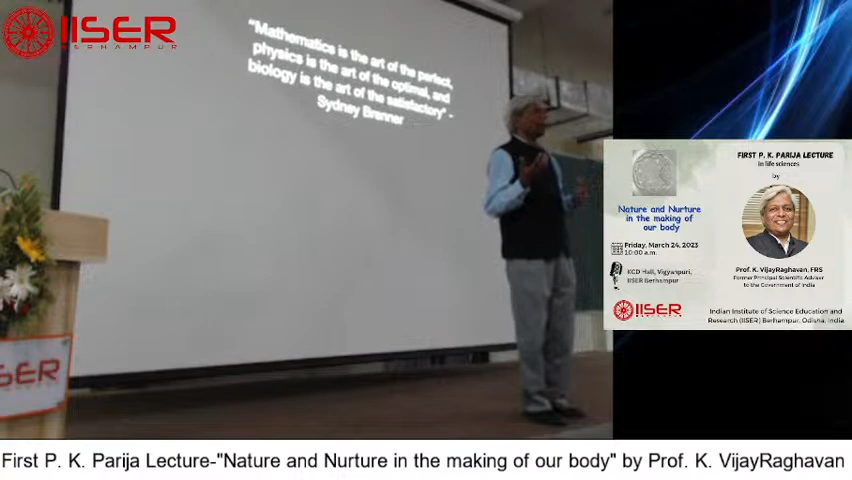 IISER
BERHAMPUR
"Mathematics is the art of the perfect,
physics is the art of the optimal, and
biology is the art of the satisfactory" -
Sydney Brenner
FIRST P. K. PARIJA LECTURE
in life sciences
by
Nature and Nurture
in the making of
our body
Friday, March 24, 2023
10:00 a.m.
KCD Hall, Vigyanpuri,
IISER Berhampur
Prof. K. VijayRaghavan, FRS
Former Principal Scientific Adviser
to the Government of India
IISER
Indian Institute of Science Education and
Research (IISER) Berhampur, Odisha, India
SER
First P. K. Parija Lecture-"Nature and Nurture in the making of our body" by Prof. K. VijayRaghavan